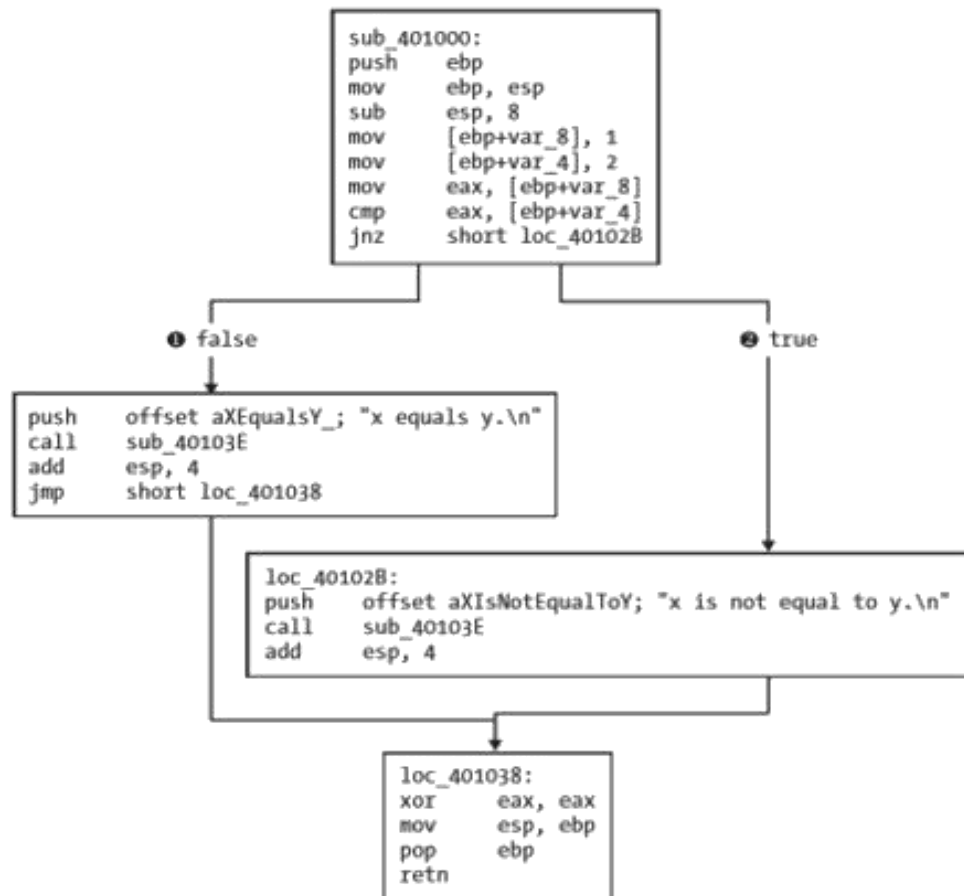 sub_401000:
push ebp
mov ebp, esp
sub esp, 8
mov [ebp+var_8], 1
mov [ebp+var_4], 2
mov eax, [ebp+var_8]
cmp eax, [ebp+var_4]
jnz short loc_40102B
❶ false
❷ true
push offset aXEqualsY_; "x equals y.\n"
call sub_40103E
add esp, 4
jmp short loc_401038
loc_40102B:
push offset aXIsNotEqualToY; "x is not equal to y.\n"
call sub_40103E
add esp, 4
loc_401038:
xor eax, eax
mov esp, ebp
pop ebp
retn